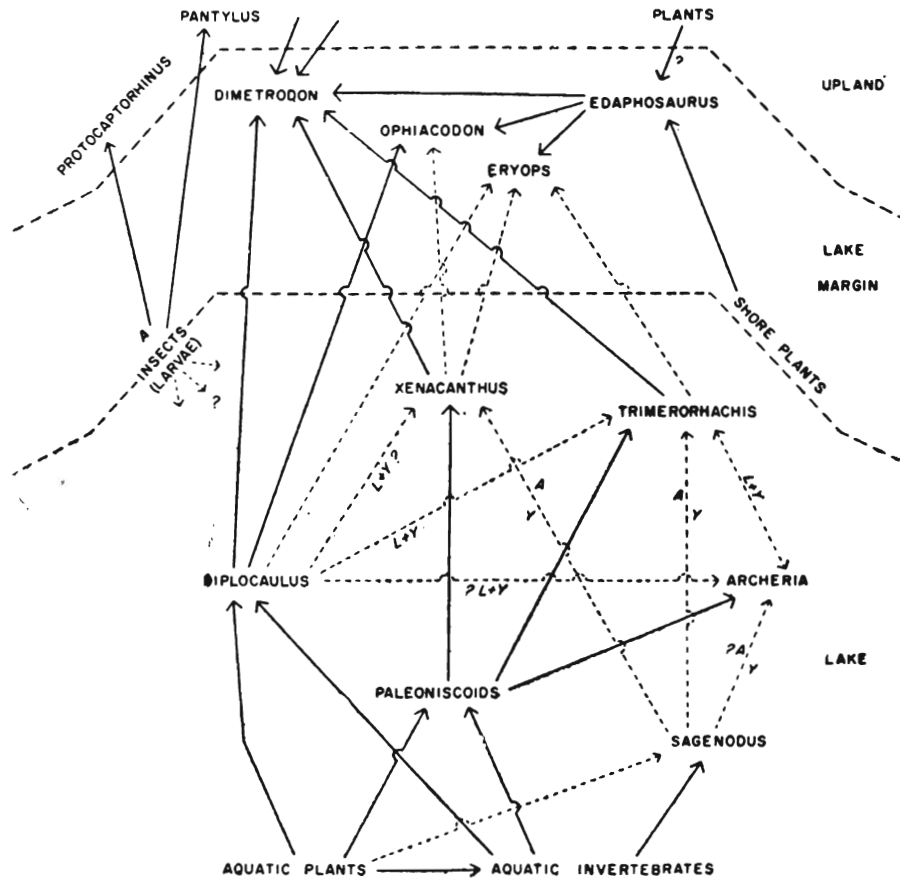 PANTYLUS
PLANTS
?
PROTOCAPTORHINUS
UPLAND
DIMETRODON
EDAPHOSAURUS
OPHIACODON
ERYOPS
LAKE
MARGIN
A
INSECTS
(LARVAE)
?
SHORE PLANTS
XENACANTHUS
TRIMERORHACHIS
L+Y?
L+Y
A
Y
A
Y
L+Y
DIPLOCAULUS
? L+Y
ARCHERIA
?A
Y
LAKE
PALEONISCOIDS
SAGENODUS
AQUATIC PLANTS
AQUATIC INVERTEBRATES